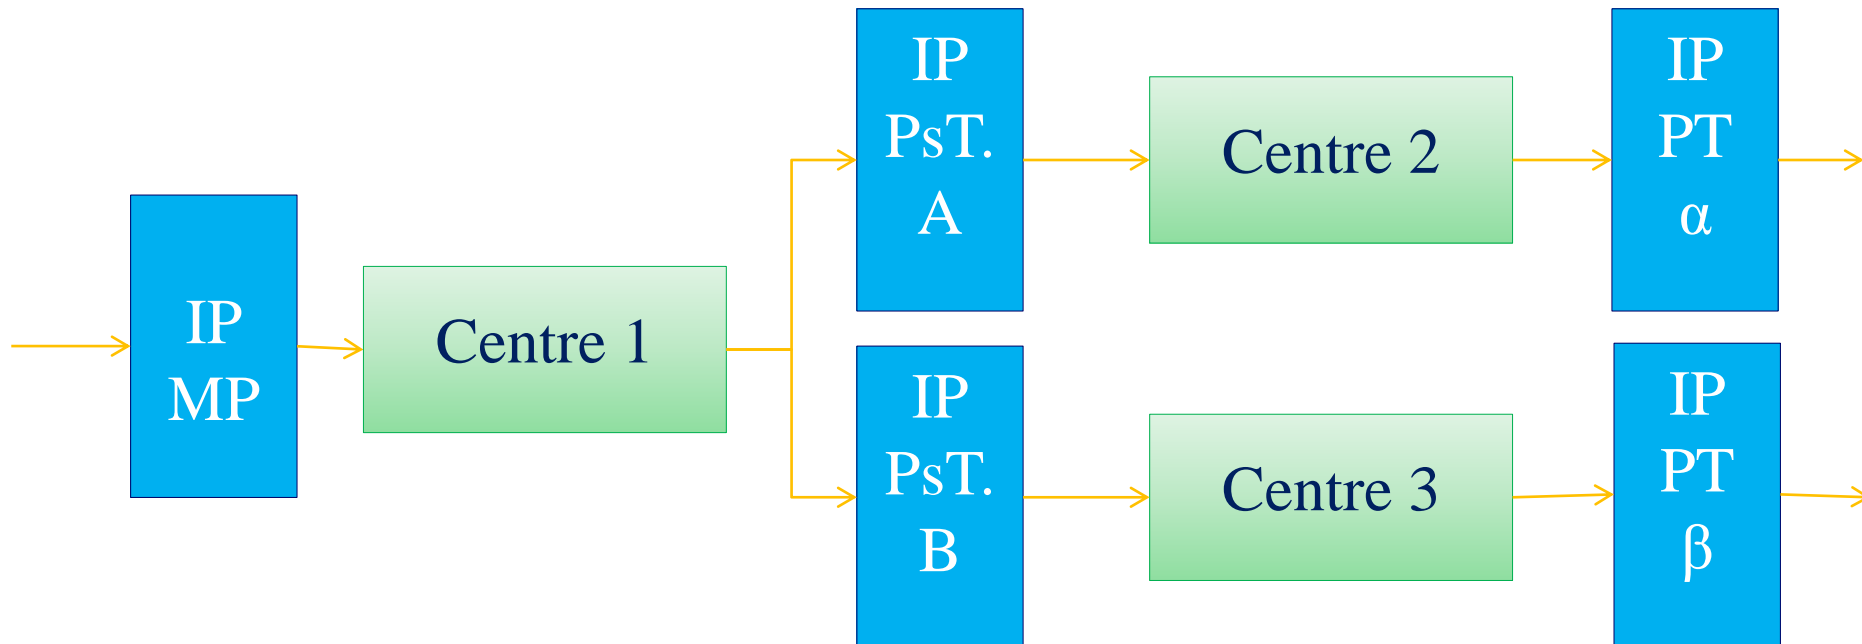 IP
MP
Centre 1
IP
PsT.
A
Centre 2
IP
PT
α
IP
PsT.
B
Centre 3
IP
PT
β